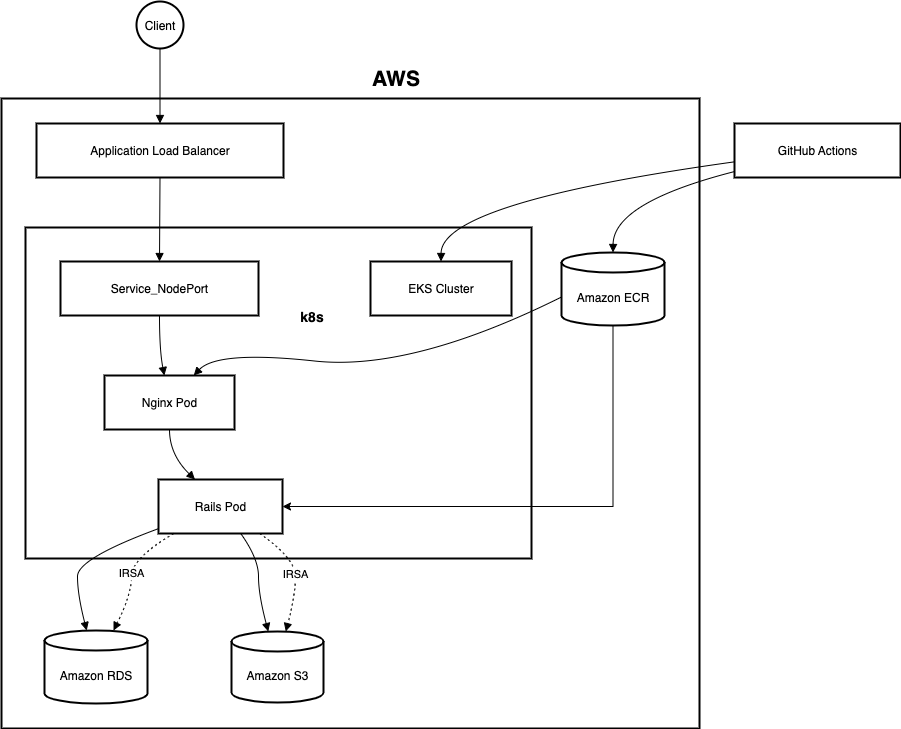 Client
AWS
Application Load Balancer
GitHub Actions
Service_NodePort
EKS Cluster
Amazon ECR
k8s
Nginx Pod
Rails Pod
IRSA
IRSA
Amazon RDS
Amazon S3